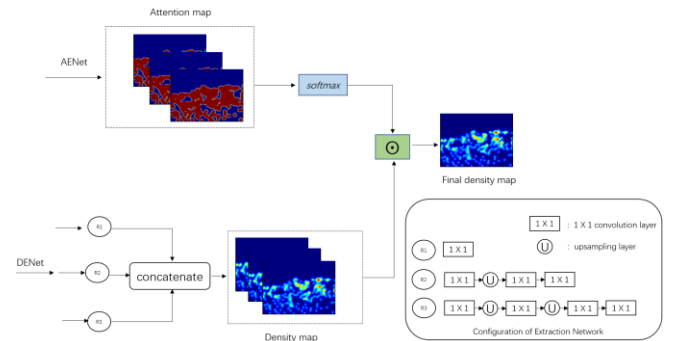 Attention map
AENet
softmax
⊙
Final density map
R1
DENet
R2
concatenate
R3
Density map
1 X 1 : 1 X 1 convolution layer
U : upsampling layer
R1 1 X 1
R2 1 X 1 U 1 X 1 1 X 1
R3 1 X 1 U 1 X 1 U 1 X 1 1 X 1
Configuration of Extraction Network